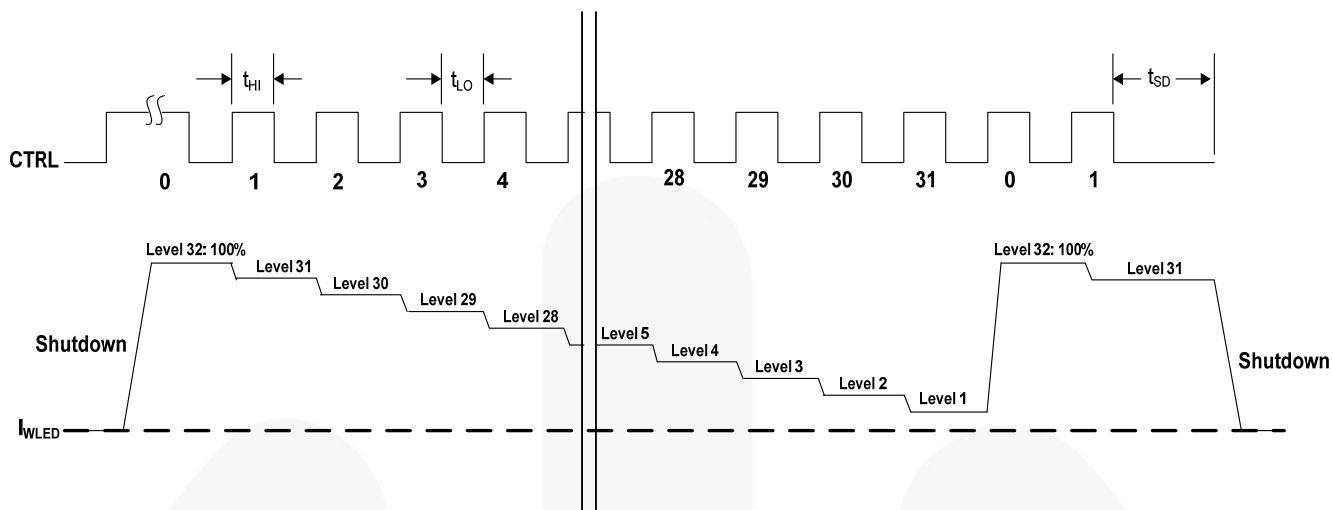 tHI
tLO
tSD
CTRL
0 1 2 3 4 28 29 30 31 0 1
Level 32: 100%
Level 31
Level 30
Level 29
Level 28
Level 5
Level 4
Level 3
Level 2
Level 1
Level 32: 100%
Level 31
Shutdown
Shutdown
IWLED